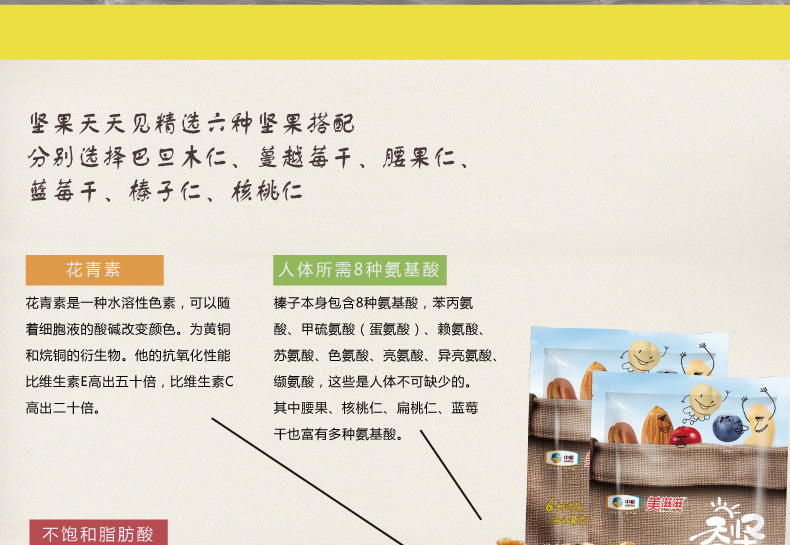 坚果天天见精选六种坚果搭配
分别选择巴旦木仁、蔓越莓干、腰果仁、
蓝莓干、榛子仁、核桃仁
花青素
花青素是一种水溶性色素，可以随
着细胞液的酸碱改变颜色。为黄铜
和烷铜的衍生物。他的抗氧化性能
比维生素E高出五十倍，比维生素C
高出二十倍。
人体所需8种氨基酸
榛子本身包含8种氨基酸，苯丙氨
酸、甲硫氨酸（蛋氨酸）、赖氨酸、
苏氨酸、色氨酸、亮氨酸、异亮氨酸、
缬氨酸，这些是人体不可缺少的。
其中腰果、核桃仁、扁桃仁、蓝莓
干也富有多种氨基酸。
不饱和脂肪酸
中粮
中粮
美滋滋
天坚